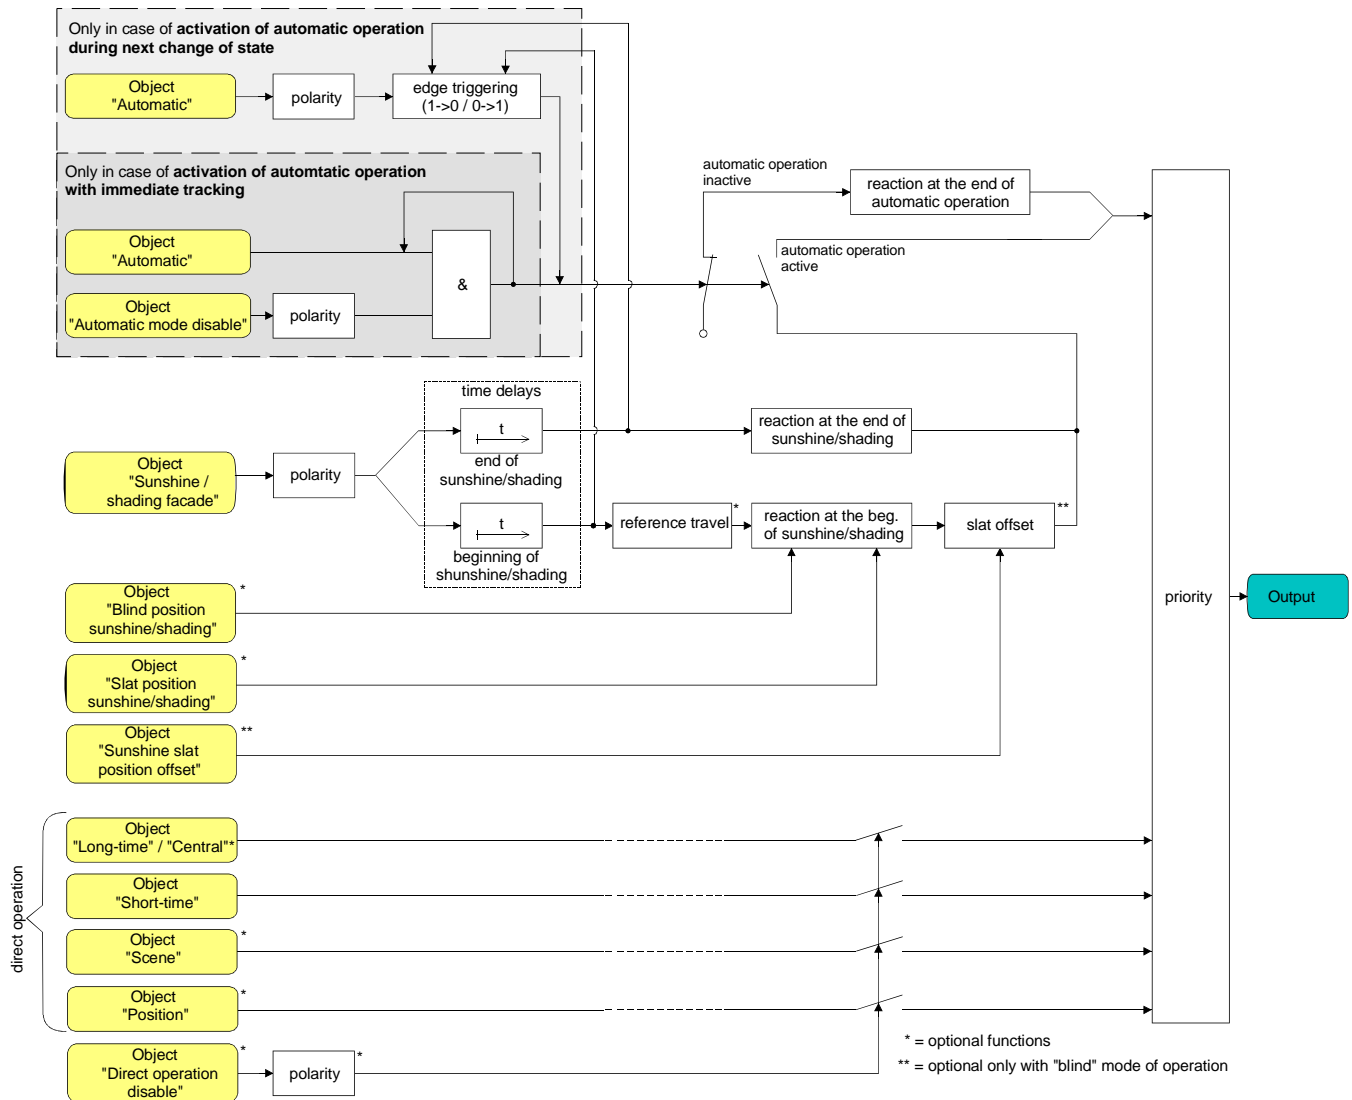 Only in case of activation of automatic operation
during next change of state
Object
"Automatic"
polarity
edge triggering
(1->0 / 0->1)
Only in case of activation of automtatic operation
with immediate tracking
Object
"Automatic"
&
Object
"Automatic mode disable"
polarity
automatic operation
inactive
reaction at the end of
automatic operation
automatic operation
active
time delays
t
end of
sunshine/shading
reaction at the end of
sunshine/shading
Object
"Sunshine /
shading facade"
polarity
t
beginning of
shunshine/shading
reference travel
*
reaction at the beg.
of sunshine/shading
slat offset
**
Object
"Blind position
sunshine/shading"
*
Object
"Slat position
sunshine/shading"
*
Object
"Sunshine slat
position offset"
**
priority
Output
direct operation
Object
"Long-time" / "Central"*
Object
"Short-time"
Object
"Scene"
*
Object
"Position"
*
Object
"Direct operation
disable"
*
polarity
*
* = optional functions
** = optional only with "blind" mode of operation